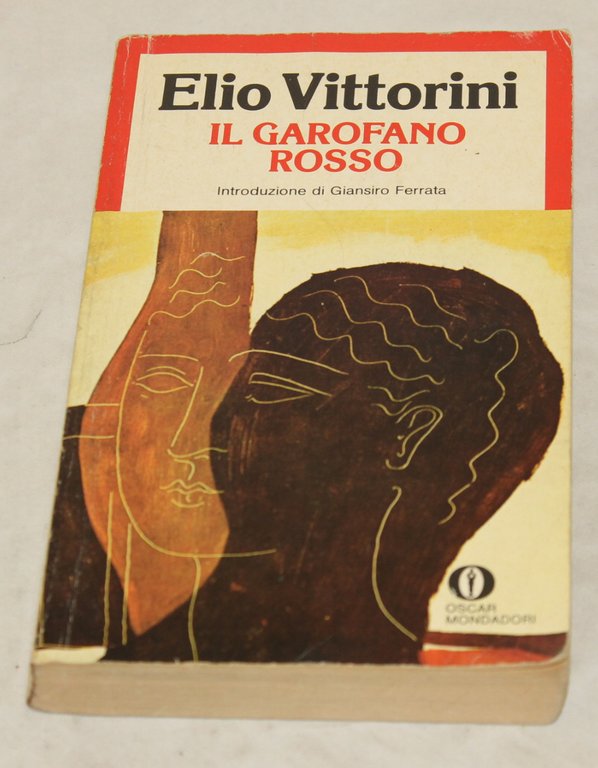 Elio Vittorini
IL GAROFANO
ROSSO
Introduzione di Giansiro Ferrata
OSCAR
MONDADORI